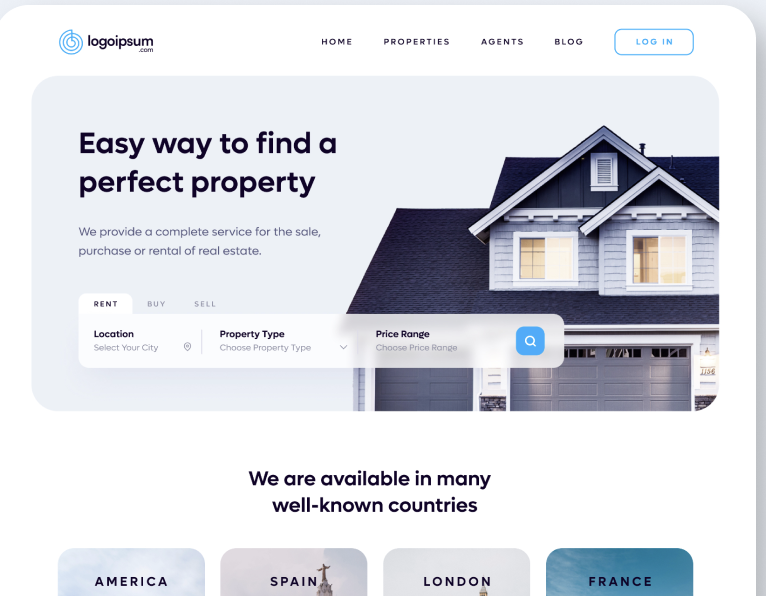 logoipsum
.com
HOME PROPERTIES AGENTS BLOG LOG IN
Easy way to find a
perfect property
We provide a complete service for the sale,
purchase or rental of real estate.
RENT BUY SELL
Location Property Type Price Range
Select Your City Choose Property Type Choose Price Range
1156
We are available in many
well-known countries
AMERICA SPAIN LONDON FRANCE